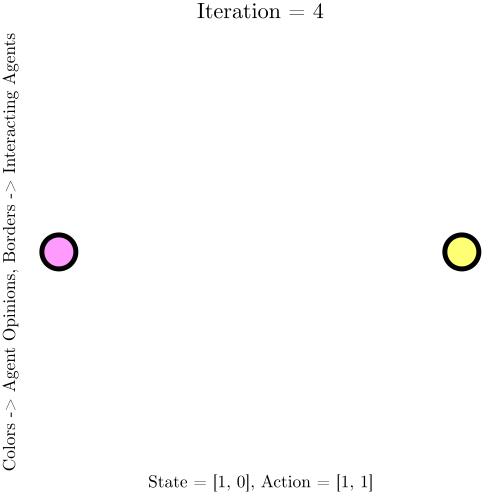 Iteration = 4
Colors -> Agent Opinions, Borders -> Interacting Agents
State = [1, 0], Action = [1, 1]